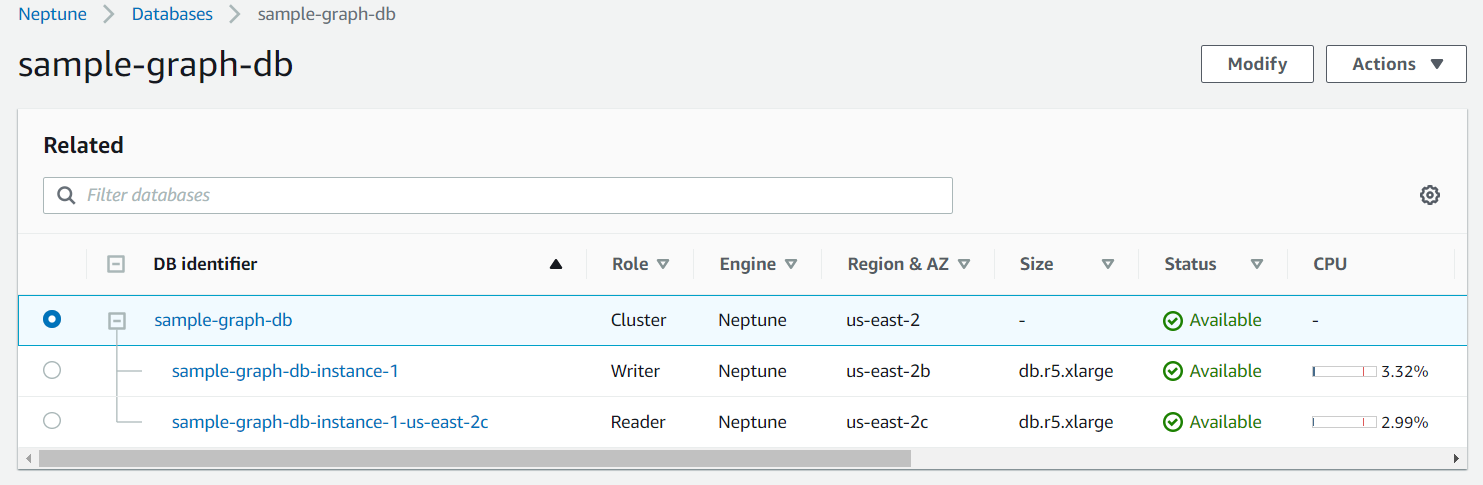 Neptune > Databases > sample-graph-db
sample-graph-db Modify Actions
Related
Filter databases
DB identifier Role Engine Region & AZ Size Status CPU
sample-graph-db Cluster Neptune us-east-2 - Available -
sample-graph-db-instance-1 Writer Neptune us-east-2b db.r5.xlarge Available 3.32%
sample-graph-db-instance-1-us-east-2c Reader Neptune us-east-2c db.r5.xlarge Available 2.99%